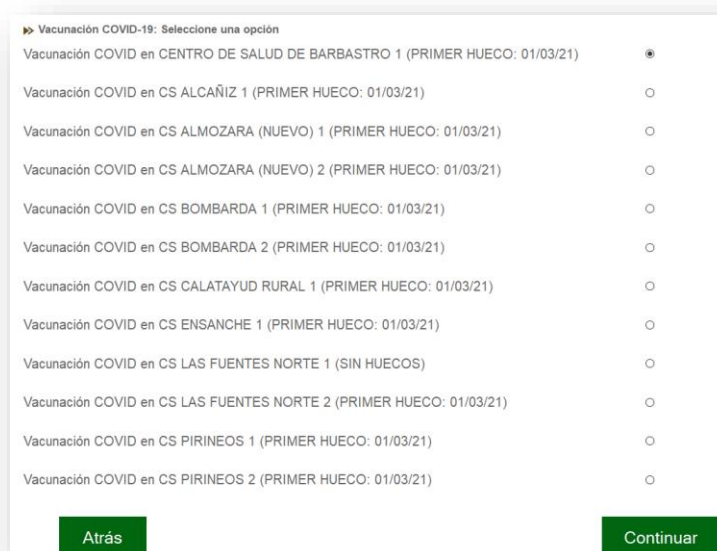 Vacunación COVID-19: Seleccione una opción
Vacunación COVID en CENTRO DE SALUD DE BARBASTRO 1 (PRIMER HUECO: 01/03/21)
Vacunación COVID en CS ALCAÑIZ 1 (PRIMER HUECO: 01/03/21)
Vacunación COVID en CS ALMOZARA (NUEVO) 1 (PRIMER HUECO: 01/03/21)
Vacunación COVID en CS ALMOZARA (NUEVO) 2 (PRIMER HUECO: 01/03/21)
Vacunación COVID en CS BOMBARDA 1 (PRIMER HUECO: 01/03/21)
Vacunación COVID en CS BOMBARDA 2 (PRIMER HUECO: 01/03/21)
Vacunación COVID en CS CALATAYUD RURAL 1 (PRIMER HUECO: 01/03/21)
Vacunación COVID en CS ENSANCHE 1 (PRIMER HUECO: 01/03/21)
Vacunación COVID en CS LAS FUENTES NORTE 1 (SIN HUECOS)
Vacunación COVID en CS LAS FUENTES NORTE 2 (PRIMER HUECO: 01/03/21)
Vacunación COVID en CS PIRINEOS 1 (PRIMER HUECO: 01/03/21)
Vacunación COVID en CS PIRINEOS 2 (PRIMER HUECO: 01/03/21)
Atrás
Continuar